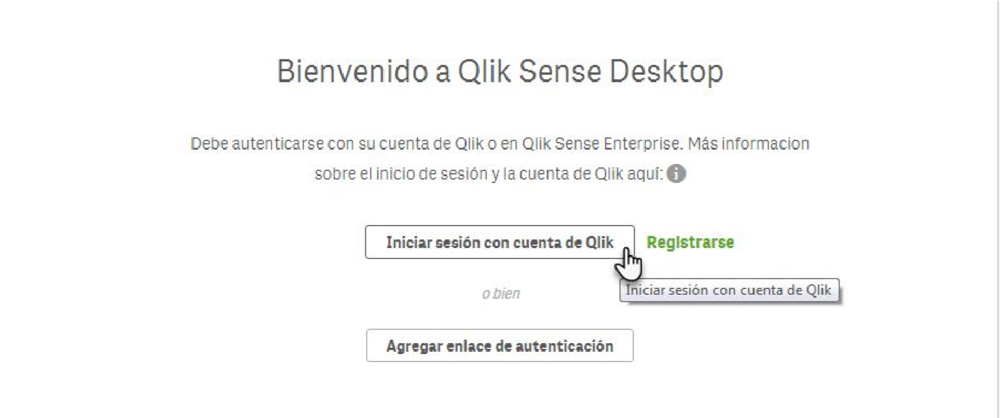 Bienvenido a Qlik Sense Desktop
Debe autenticarse con su cuenta de Qlik o en Qlik Sense Enterprise. Más informacion
sobre el inicio de sesión y la cuenta de Qlik aquí: i
Iniciar sesión con cuenta de Qlik Registrarse
Iniciar sesión con cuenta de Qlik
o bien
Agregar enlace de autenticación